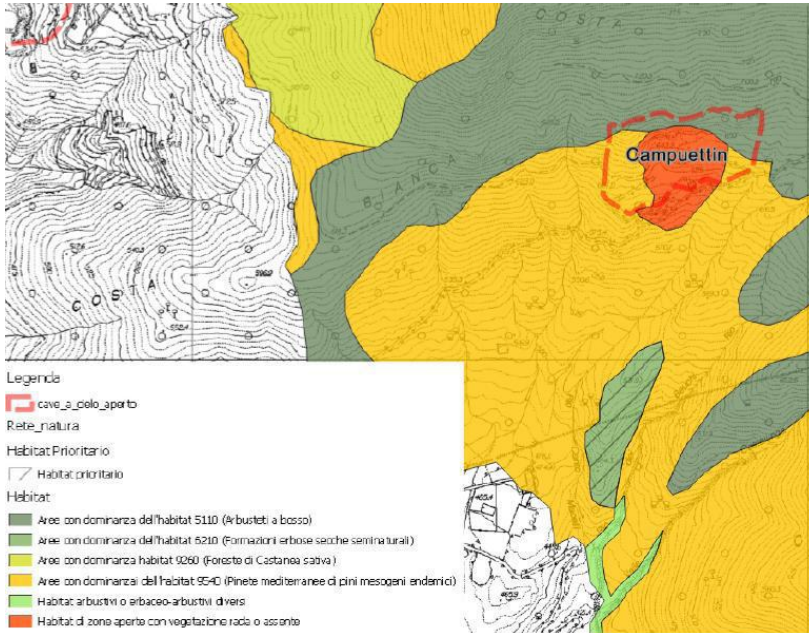 COSTA
BIANCA
Campuettin
COSTA
Legenda
cave_a_cielo_aperto
Rete_natura
Habitat Prioritario
Habitat prioritario
Habitat
Aree con dominanza dell'habitat 5110 (Arbusteti a bosso)
Aree con dominanza dell'habitat 6210 (Formazioni erbose secche seminaturali)
Aree con dominanza habitat 9260 (Foreste di Castanea sativa)
Aree con dominanzai dell'habitat 9540 (Pinete mediterranee di pini mesogeni endemici)
Habitat arbustivi o erbaceo-arbustivi diversi
Habitat di zone aperte con vegetazione rada o assente